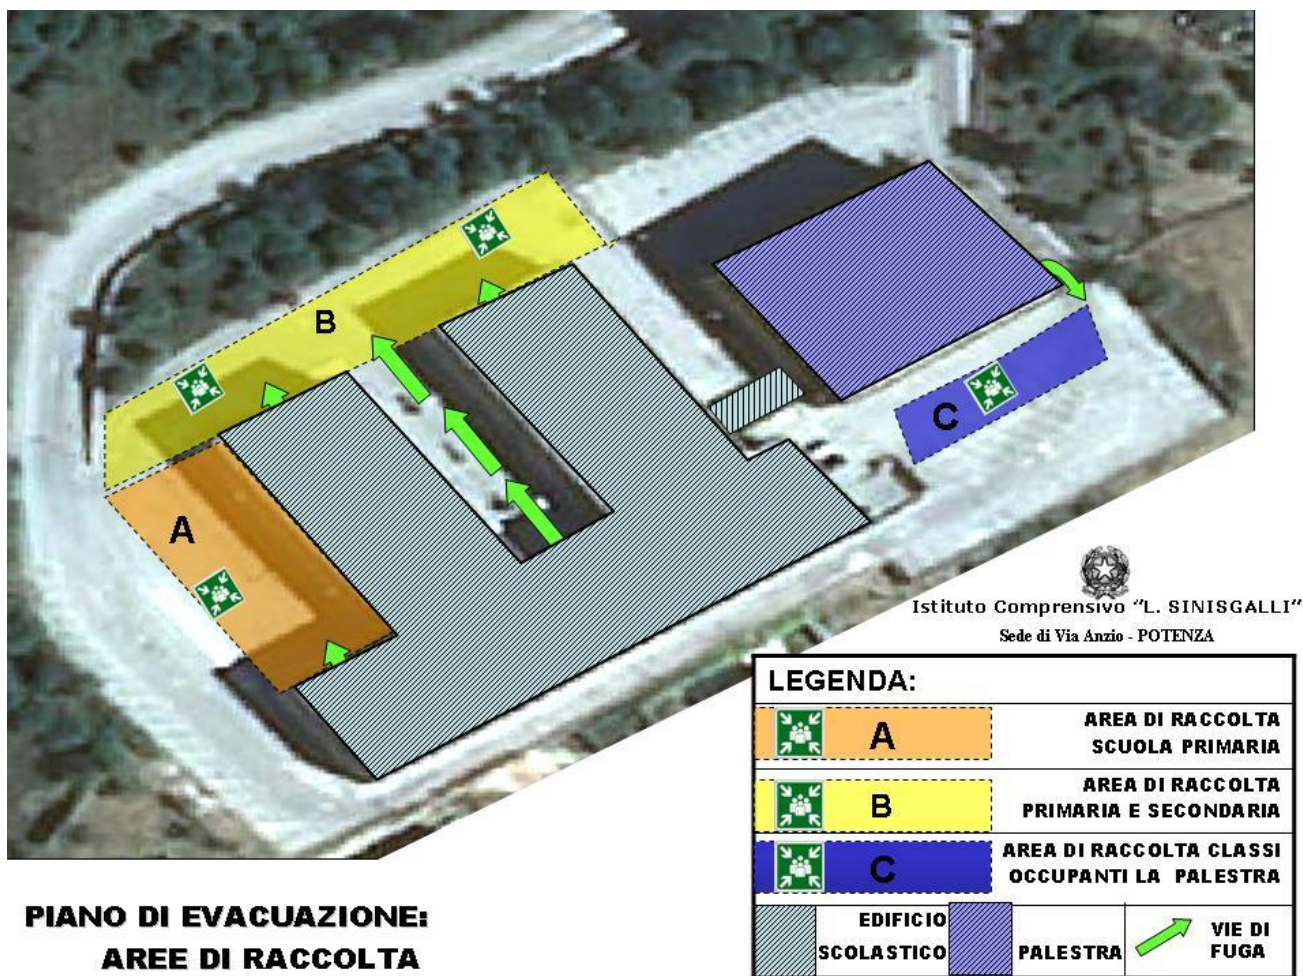 B
A
C
Istituto Comprensivo "L. SINISGALLI"
Sede di Via Anzio - POTENZA
LEGENDA:
A
AREA DI RACCOLTA
SCUOLA PRIMARIA
B
AREA DI RACCOLTA
PRIMARIA E SECONDARIA
C
AREA DI RACCOLTA CLASSI
OCCUPANTI LA PALESTRA
EDIFICIO
SCOLASTICO
PALESTRA
VIE DI
FUGA
PIANO DI EVACUAZIONE:
AREE DI RACCOLTA